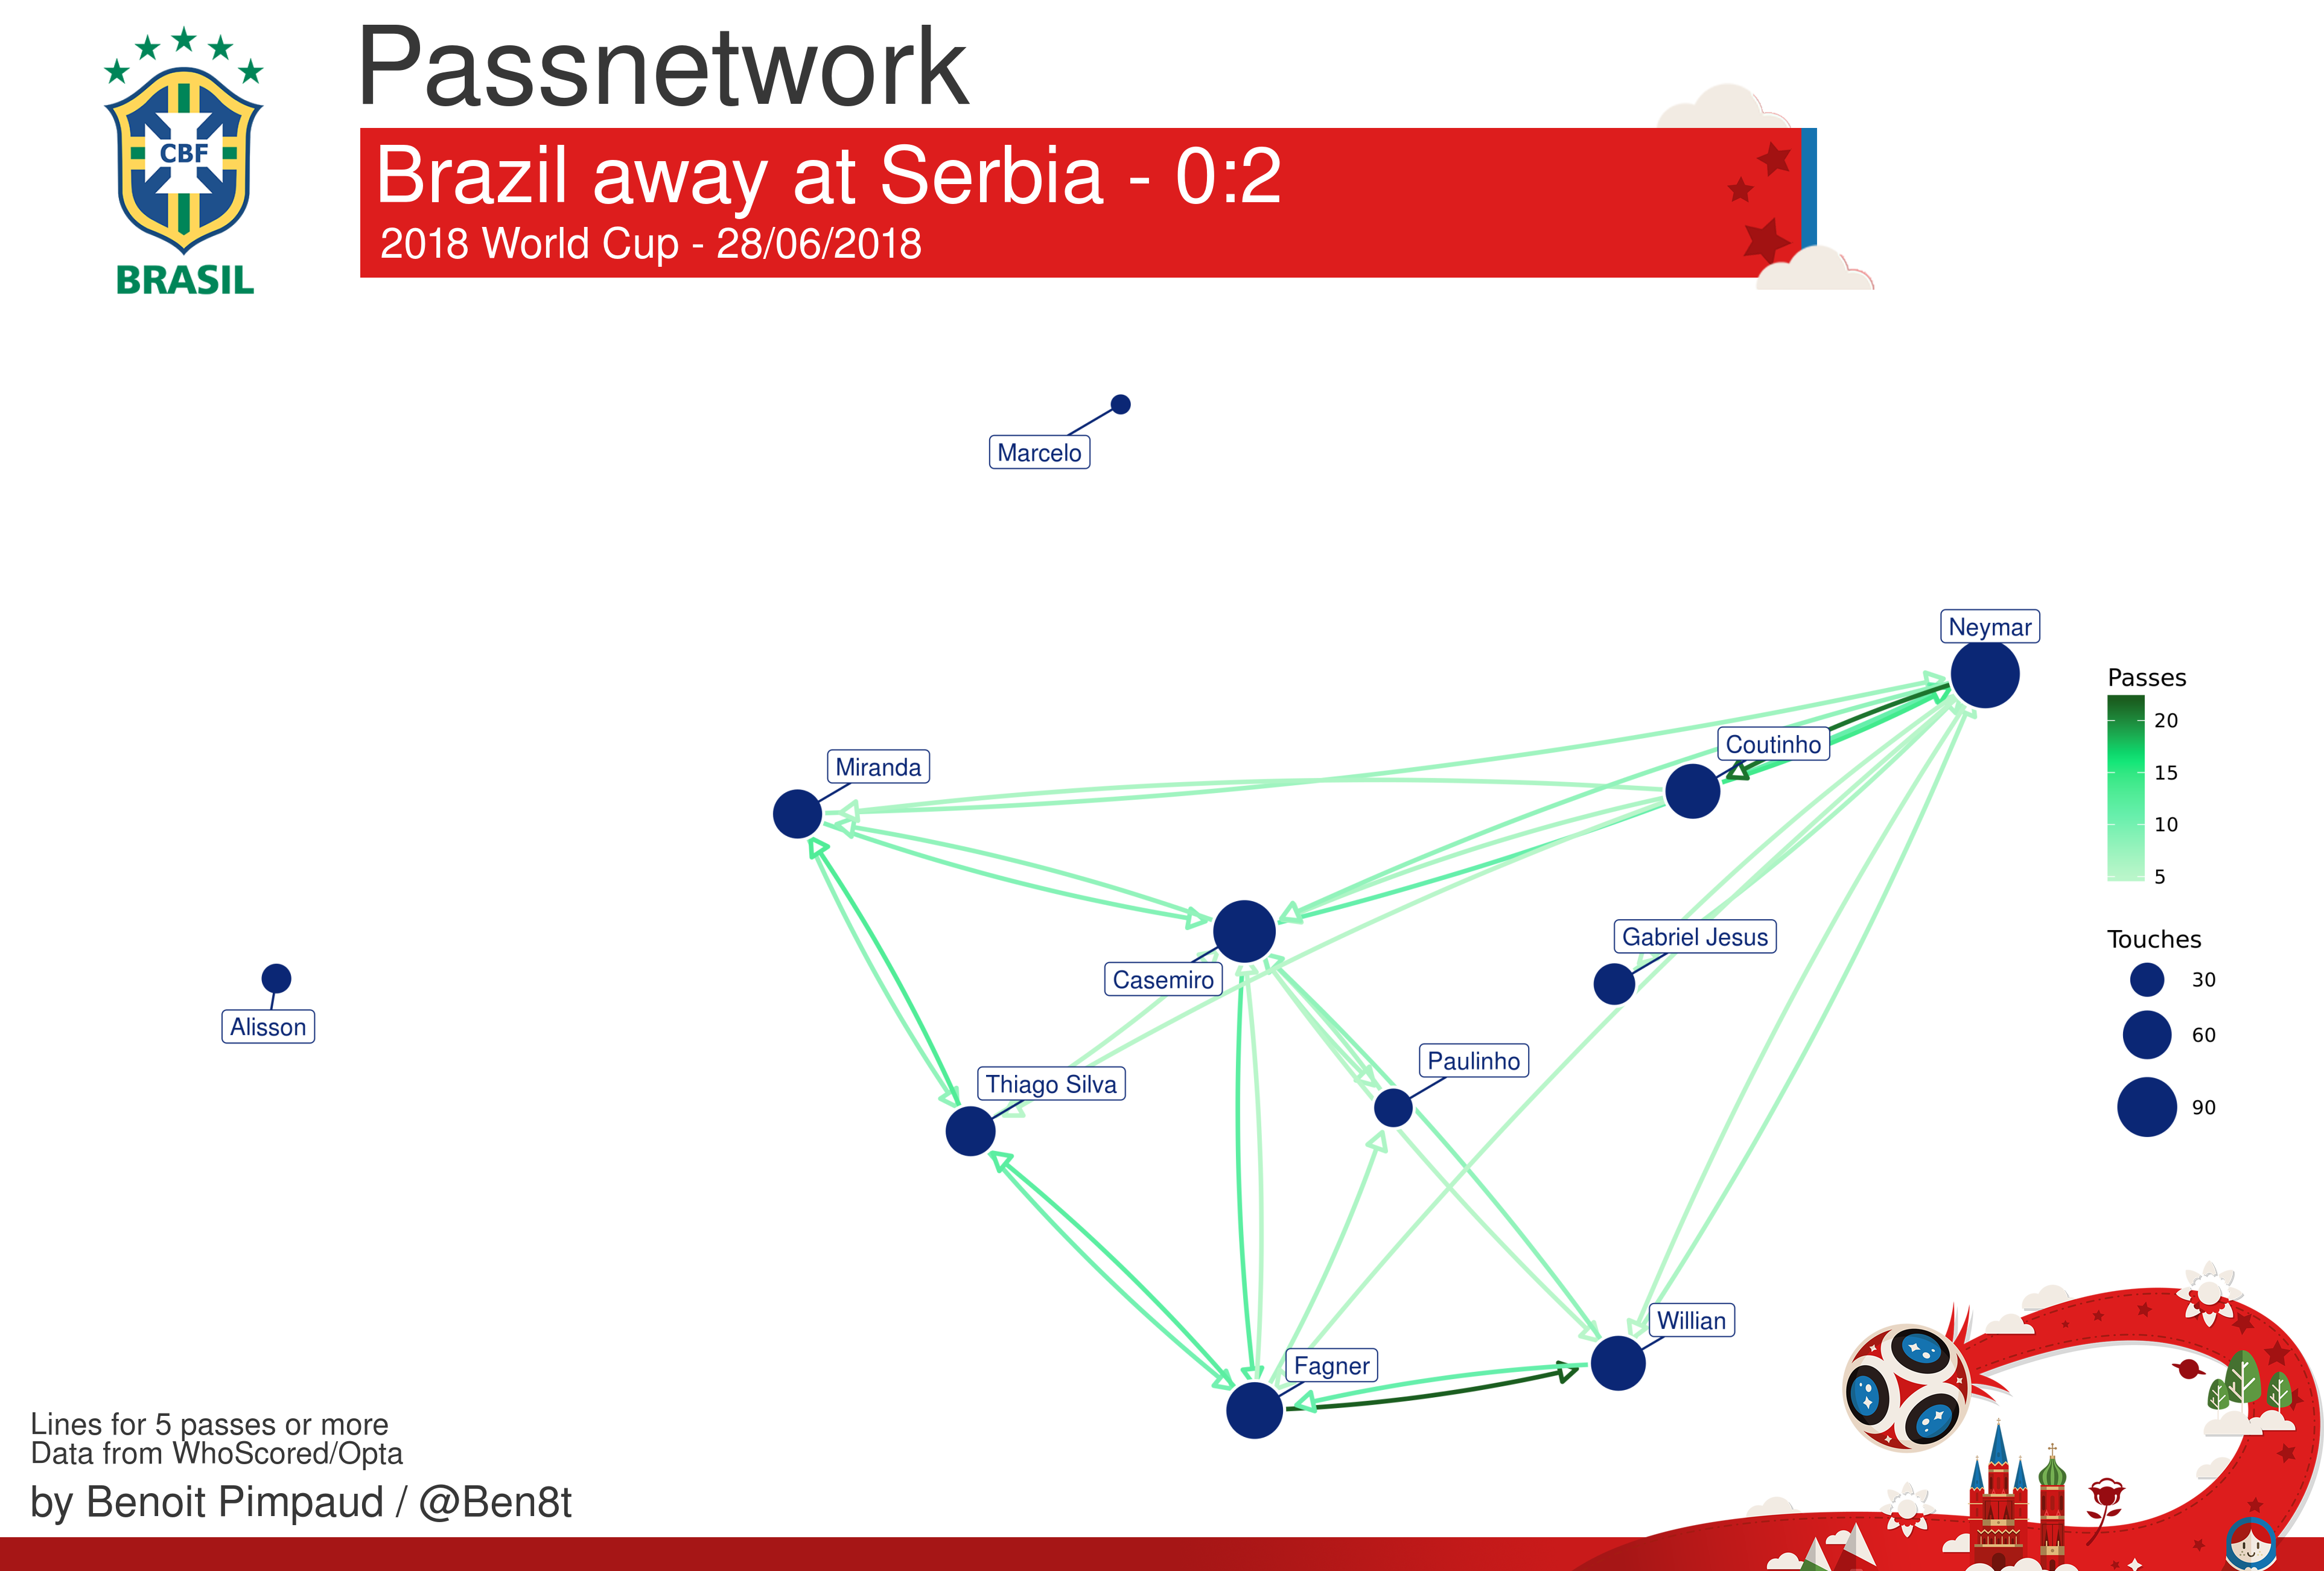 Passnetwork
CBF
BRASIL
Brazil away at Serbia - 0:2
2018 World Cup - 28/06/2018
Marcelo
Neymar
Coutinho
Miranda
Gabriel Jesus
Casemiro
Alisson
Paulinho
Thiago Silva
Willian
Fagner
Passes
20
15
10
5
Touches
30
60
90
Lines for 5 passes or more
Data from WhoScored/Opta
by Benoit Pimpaud / @Ben8t